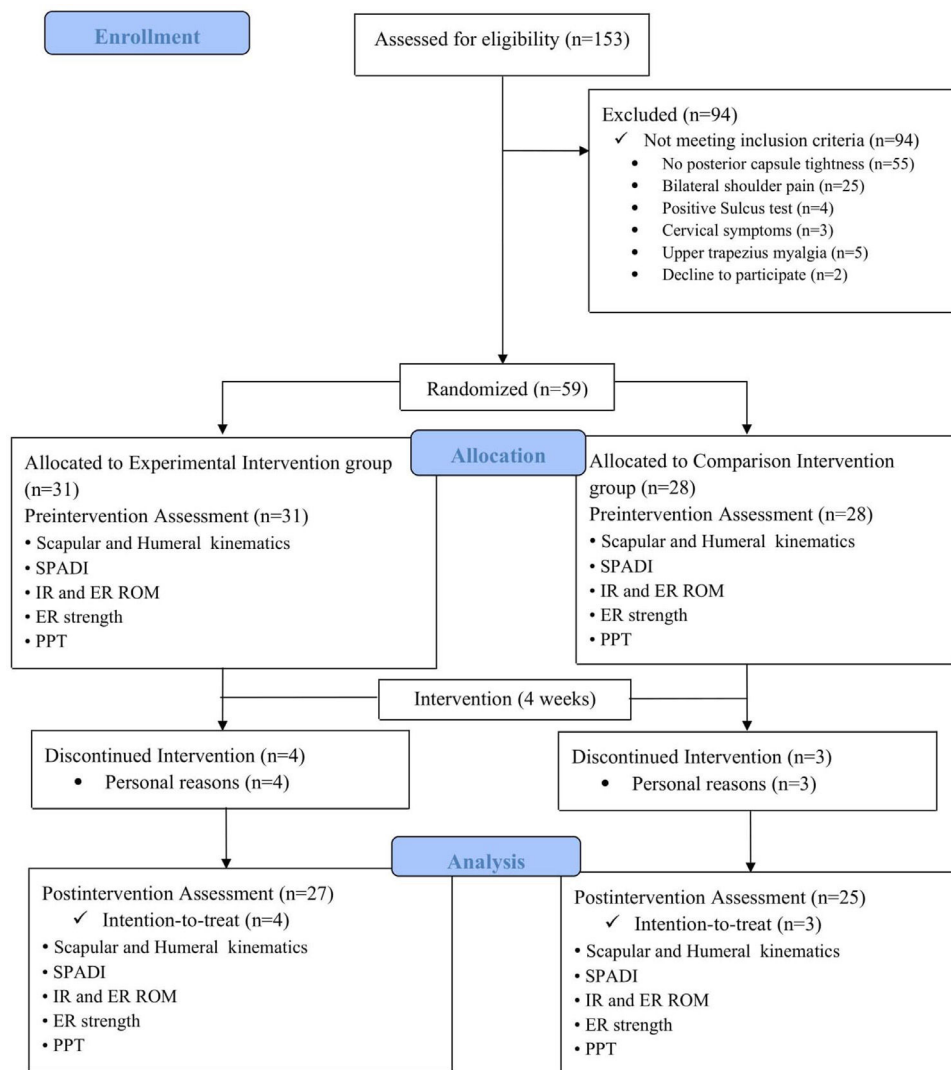 Enrollment
Assessed for eligibility (n=153)
Excluded (n=94)
✓ Not meeting inclusion criteria (n=94)
• No posterior capsule tightness (n=55)
• Bilateral shoulder pain (n=25)
• Positive Sulcus test (n=4)
• Cervical symptoms (n=3)
• Upper trapezius myalgia (n=5)
• Decline to participate (n=2)
Randomized (n=59)
Allocation
Allocated to Experimental Intervention group
(n=31)
Preintervention Assessment (n=31)
• Scapular and Humeral kinematics
• SPADI
• IR and ER ROM
• ER strength
• PPT
Allocated to Comparison Intervention
group (n=28)
Preintervention Assessment (n=28)
• Scapular and Humeral kinematics
• SPADI
• IR and ER ROM
• ER strength
• PPT
Intervention (4 weeks)
Discontinued Intervention (n=4)
• Personal reasons (n=4)
Discontinued Intervention (n=3)
• Personal reasons (n=3)
Analysis
Postintervention Assessment (n=27)
✓ Intention-to-treat (n=4)
• Scapular and Humeral kinematics
• SPADI
• IR and ER ROM
• ER strength
• PPT
Postintervention Assessment (n=25)
✓ Intention-to-treat (n=3)
• Scapular and Humeral kinematics
• SPADI
• IR and ER ROM
• ER strength
• PPT